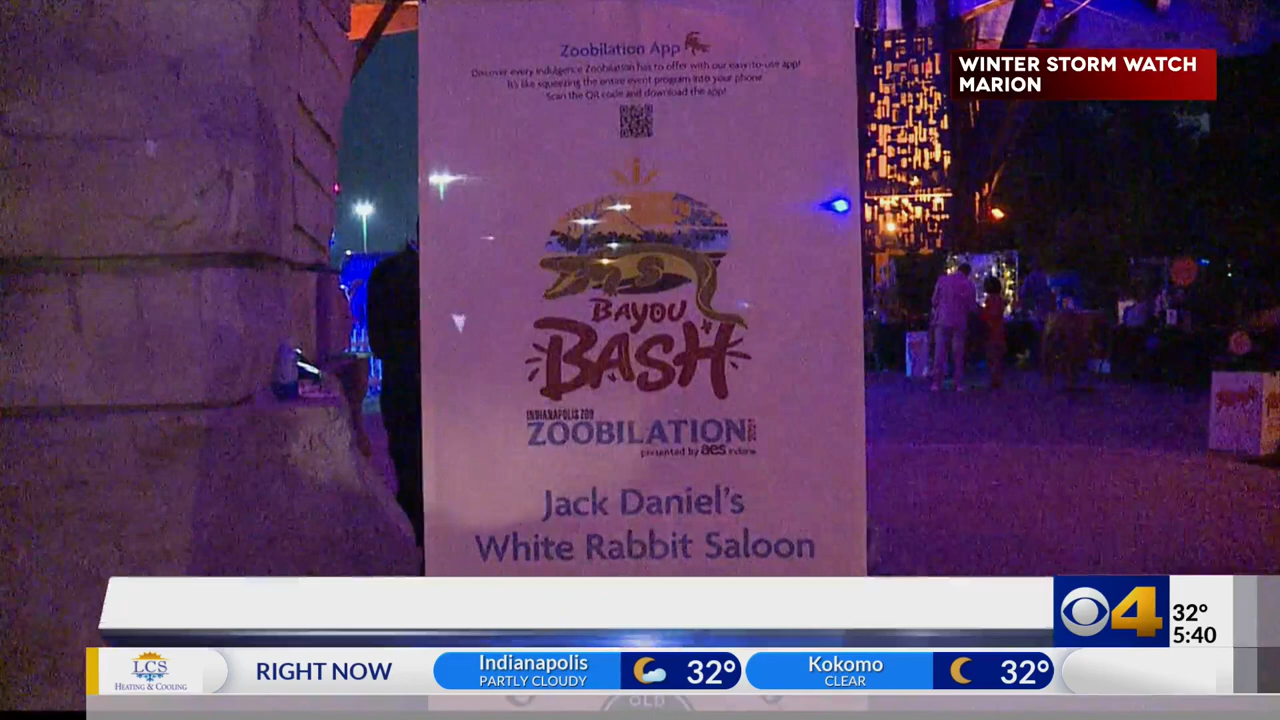 Zoobilation App
Discover every indulgence Zoobilation has to offer with our easy-to-use app!
It's like squeezing the entire event program into your phone.
Scan the QR code and download the app!
WINTER STORM WATCH
MARION
BAYOU
BASH
INDIANAPOLIS ZOO
ZOOBILATION
presented by aes Indiana
Jack Daniel's
White Rabbit Saloon
4
32°
5:40
LCS
HEATING & COOLING
RIGHT NOW
Indianapolis
PARTLY CLOUDY
32°
Kokomo
CLEAR
32°
OLD